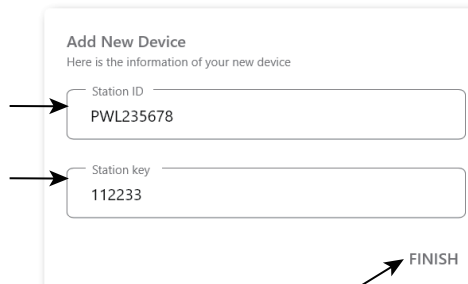 Add New Device
Here is the information of your new device
Station ID
PWL235678
Station key
112233
FINISH